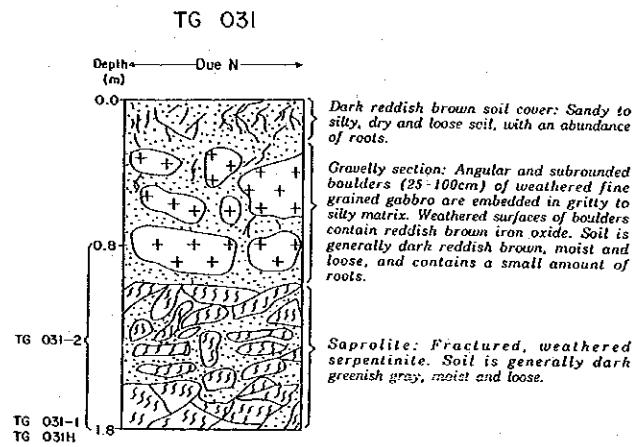 TG 031
Depth
(m)
Due N
0.0
Dark reddish brown soil cover: Sandy to
silty, dry and loose soil, with an abundance
of roots.
Gravelly section: Angular and subrounded
boulders (25-100cm) of weathered fine
grained gabbro are embedded in gritty to
silty matrix. Weathered surfaces of boulders
contain reddish brown iron oxide. Soil is
generally dark reddish brown, moist and
loose, and contains a small amount of
roots.
0.8
TG 031-2
Saprolite: Fractured, weathered
serpentinite. Soil is generally dark
greenish gray, moist and loose.
TG 031-1
TG 031H
1.8